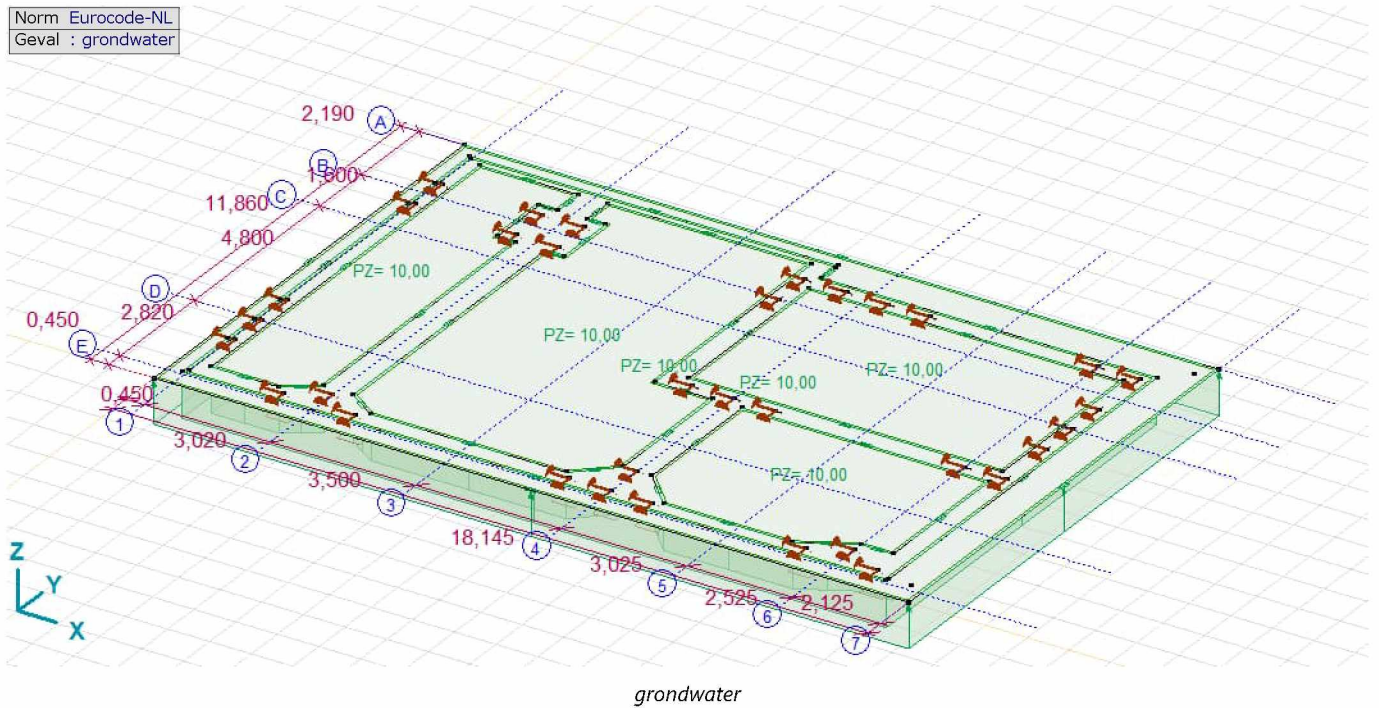 Norm Eurocode-NL
Geval : grondwater
2,190
A
B
1,600
C
11,860
4,800
D
2,820
0,450
E
0,450
1
3,020
2
3,500
3
18,145
4
3,025
5
2,525
6
2,125
7
PZ= 10,00
PZ= 10,00
PZ= 10,00
PZ= 10,00
PZ= 10,00
PZ= 10,00
Z
Y
X
grondwater